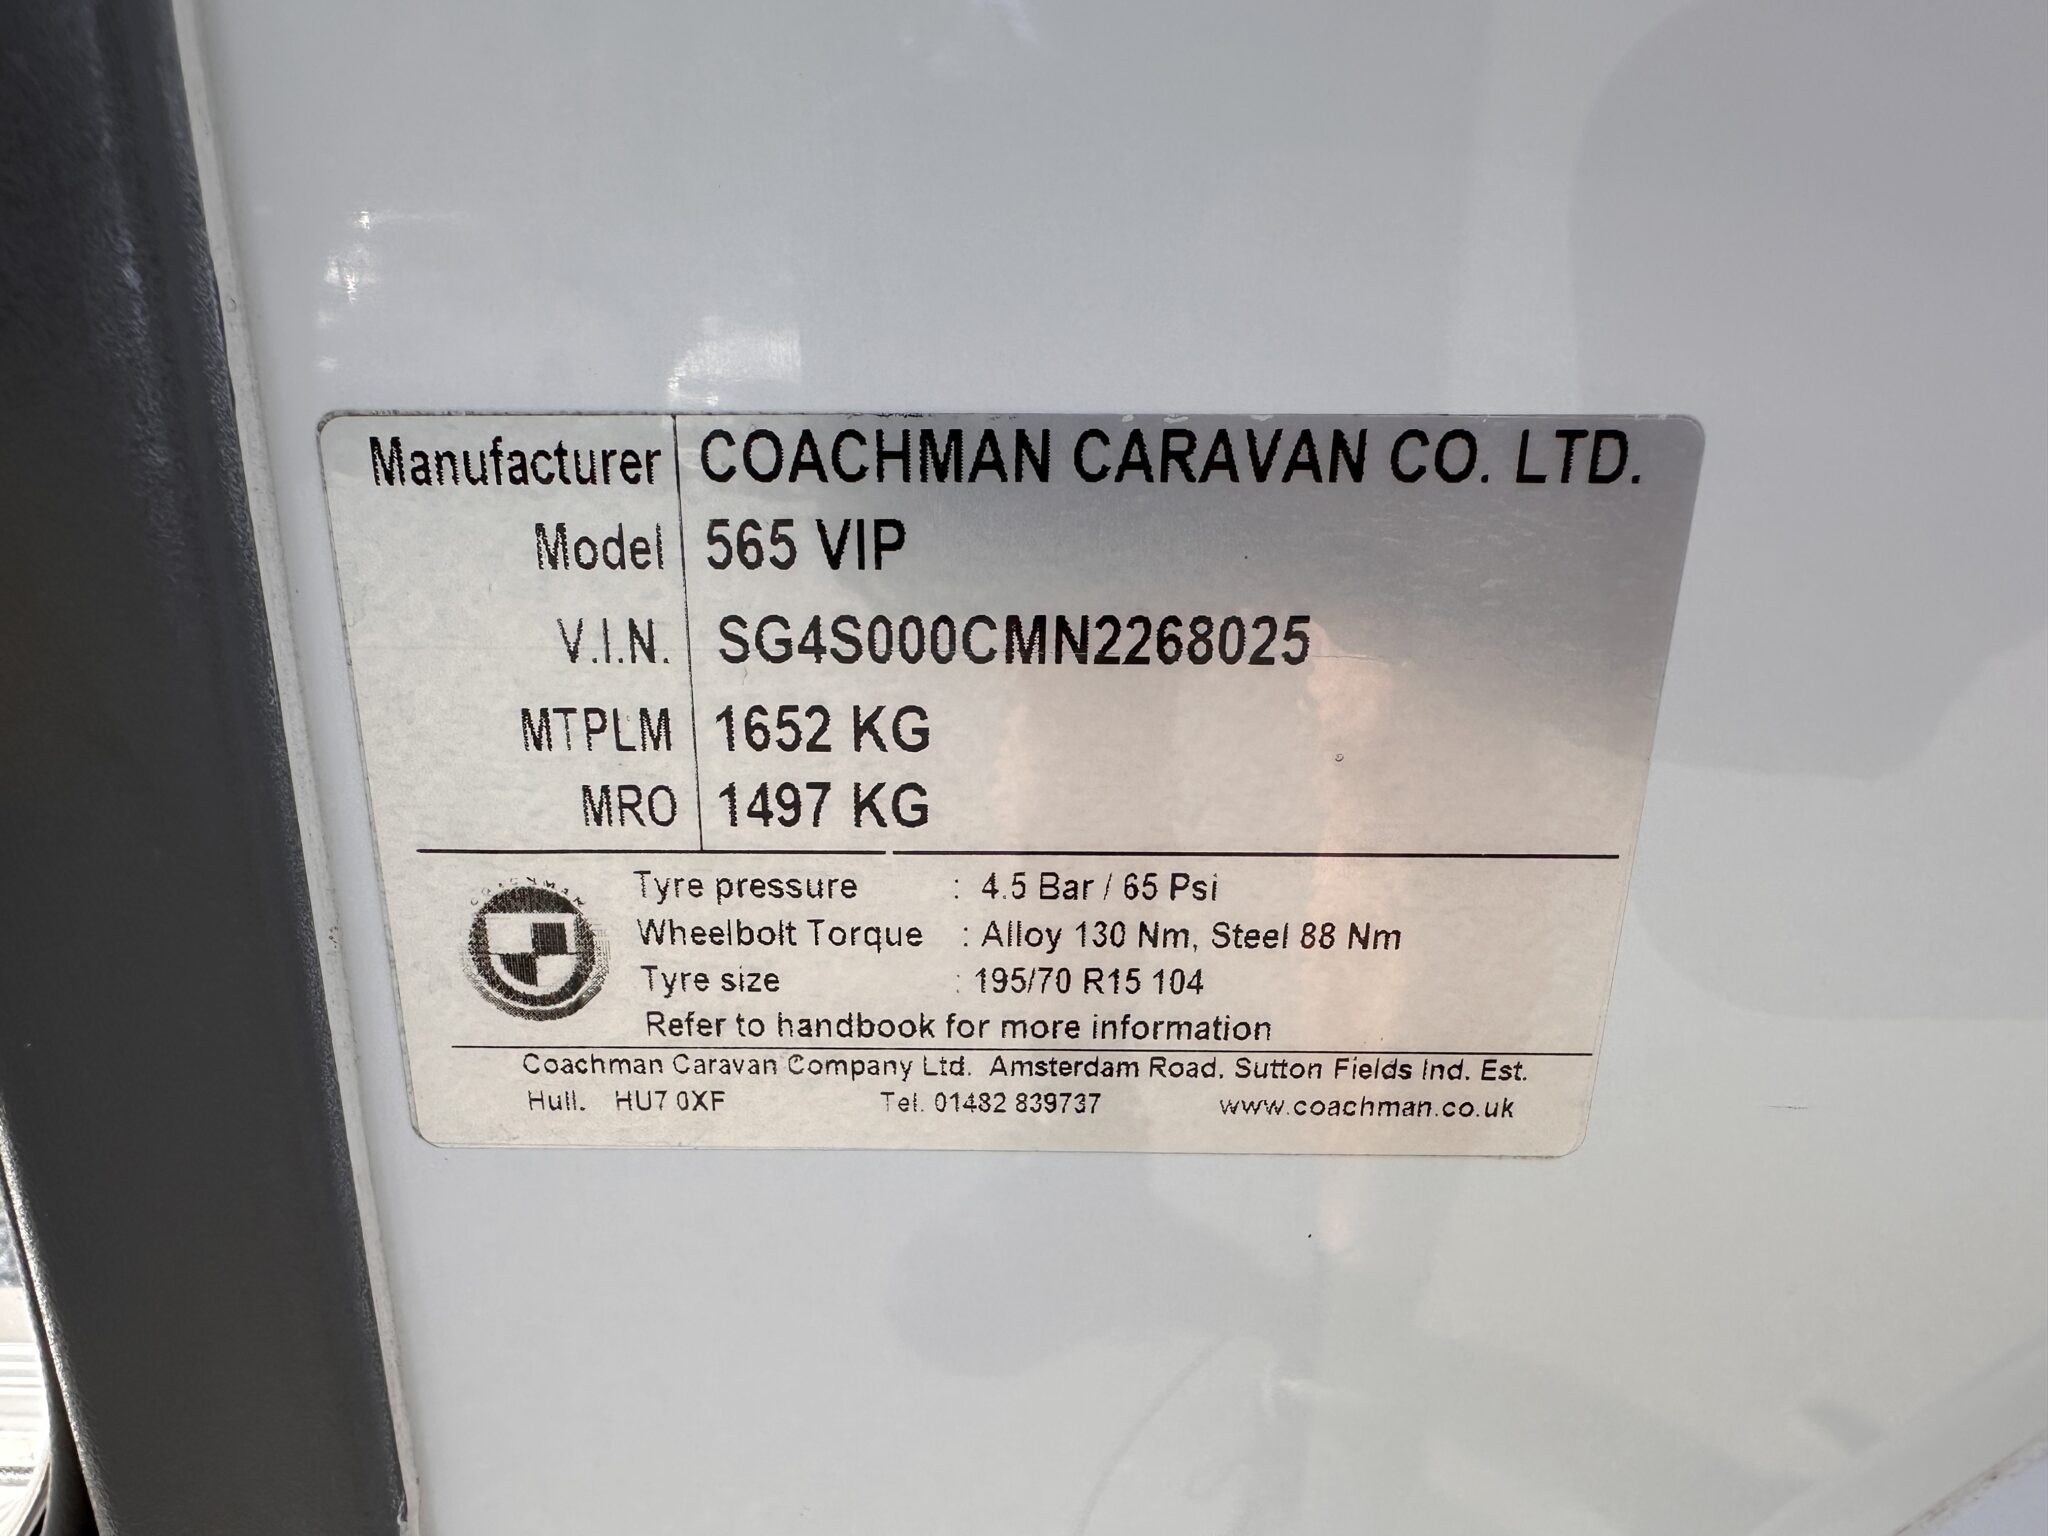 Manufacturer COACHMAN CARAVAN CO. LTD.
Model 565 VIP
V.I.N. SG4S000CMN2268025
MTPLM 1652 KG
MRO 1497 KG
COACHMAN
Tyre pressure : 4.5 Bar / 65 Psi
Wheelbolt Torque : Alloy 130 Nm, Steel 88 Nm
Tyre size : 195/70 R15 104
Refer to handbook for more information
Coachman Caravan Company Ltd. Amsterdam Road. Sutton Fields Ind. Est.
Hull. HU7 0XF Tel. 01482 839737 www.coachman.co.uk